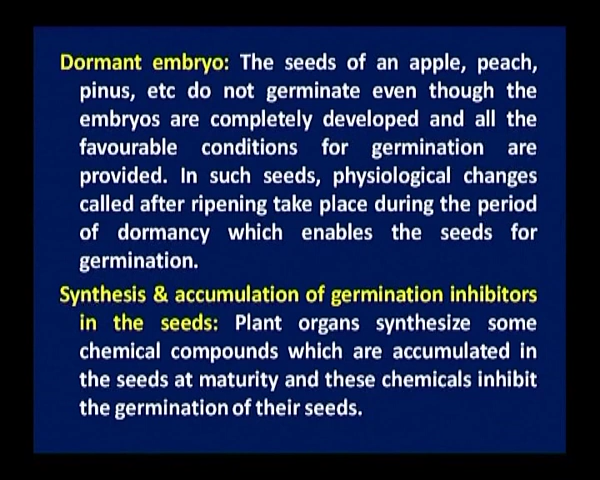 Dormant embryo: The seeds of an apple, peach,
pinus, etc do not germinate even though the
embryos are completely developed and all the
favourable conditions for germination are
provided. In such seeds, physiological changes
called after ripening take place during the period
of dormancy which enables the seeds for
germination.
Synthesis & accumulation of germination inhibitors
in the seeds: Plant organs synthesize some
chemical compounds which are accumulated in
the seeds at maturity and these chemicals inhibit
the germination of their seeds.